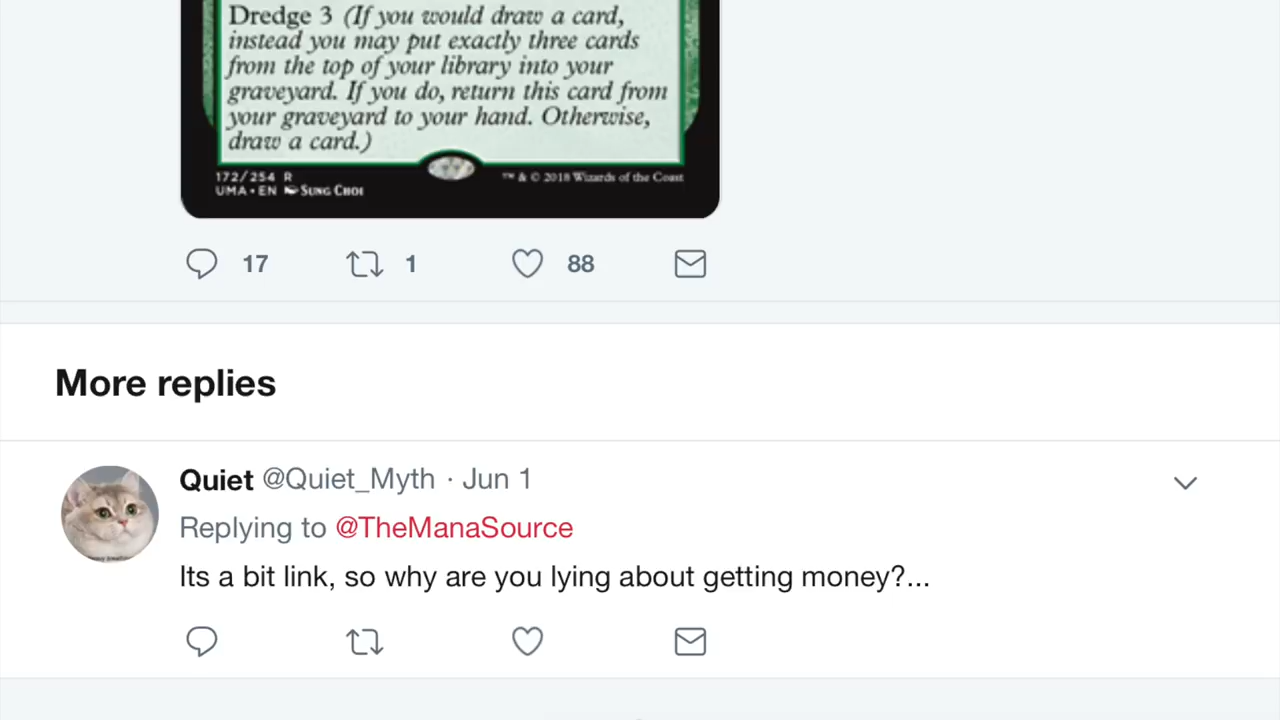 Dredge 3 (If you would draw a card,
instead you may put exactly three cards
from the top of your library into your
graveyard. If you do, return this card from
your graveyard to your hand. Otherwise,
draw a card.)
172/254 R
™ & © 2018 Wizards of the Coast
UMA • EN Sung Choi
17
1
88
More replies
Quiet @Quiet_Myth · Jun 1
Replying to @TheManaSource
Its a bit link, so why are you lying about getting money?...